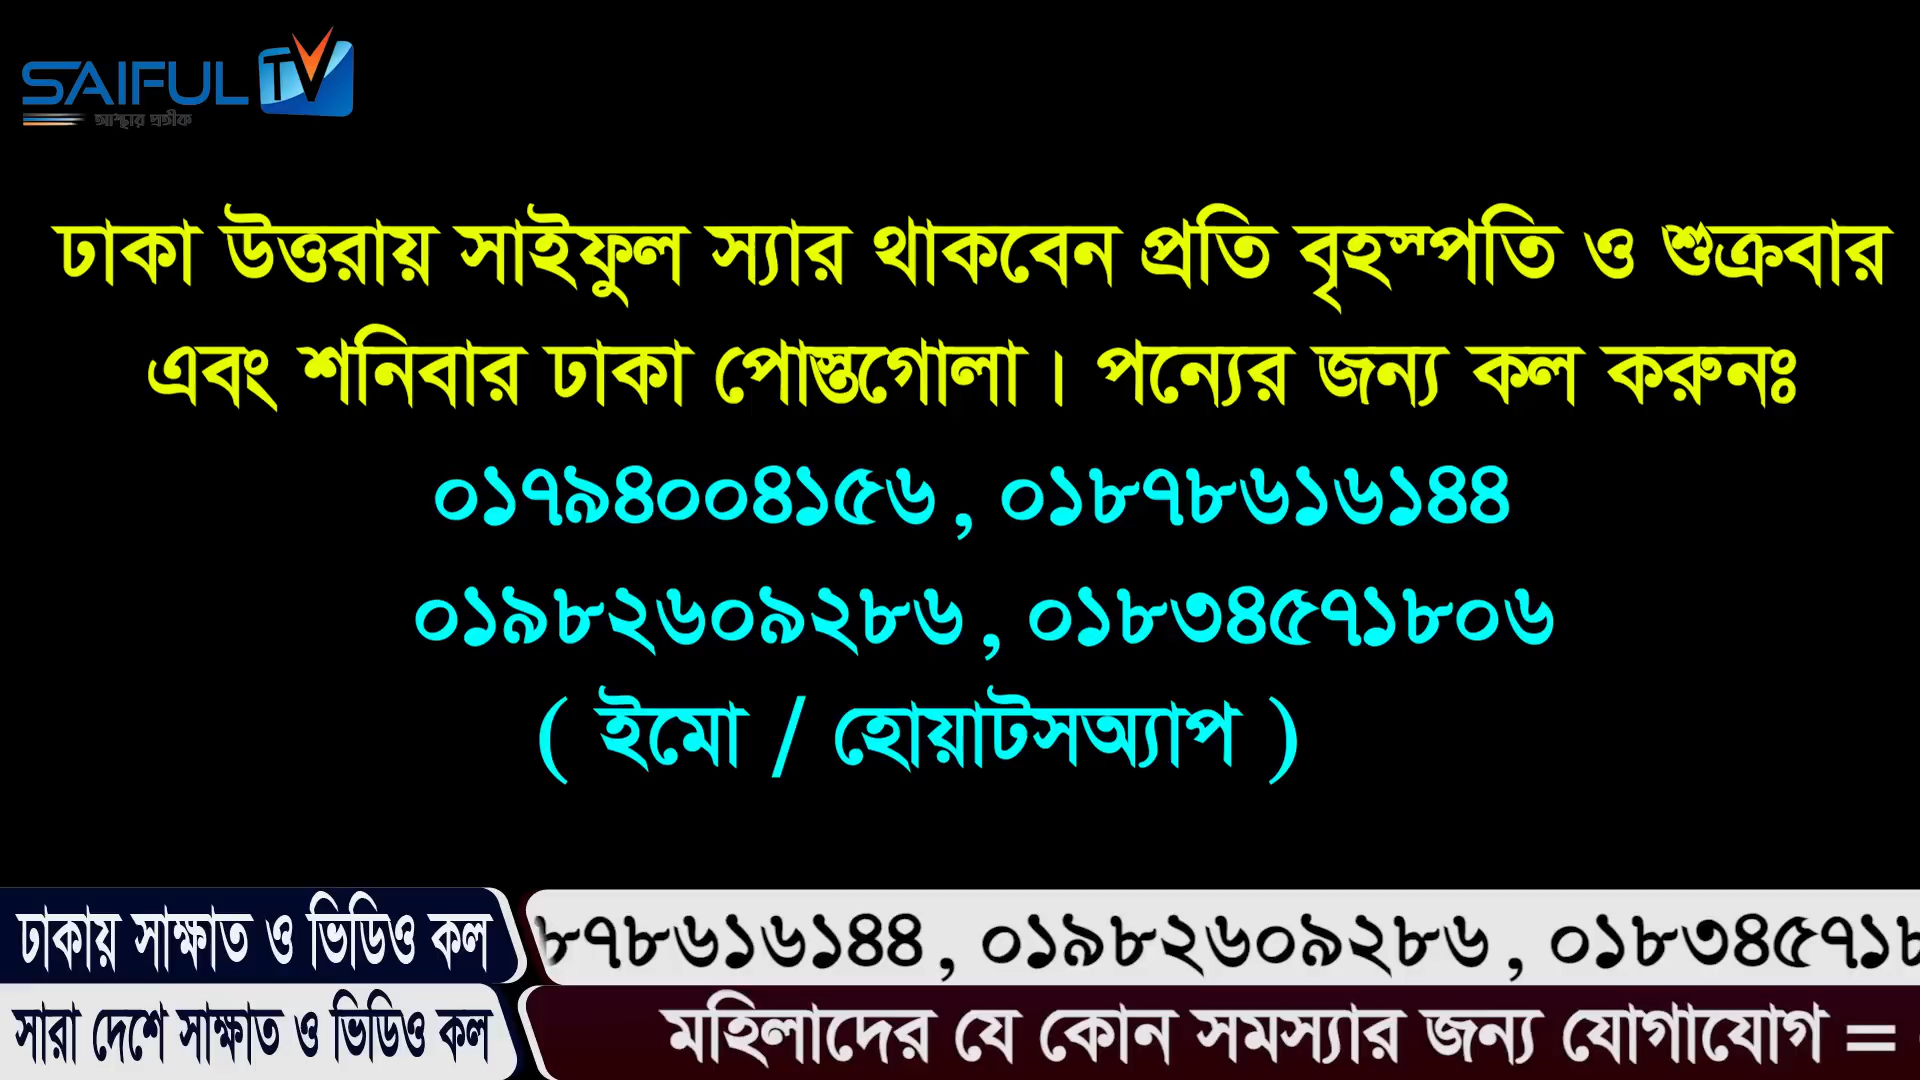 SAIFUL TV
আস্থার প্রতীক
ঢাকা উত্তরায় সাইফুল স্যার থাকবেন প্রতি বৃহস্পতি ও শুক্রবার
এবং শনিবার ঢাকা পোস্তগোলা। পন্যের জন্য কল করুনঃ
০১৭৯৪০০৪১৫৬, ০১৮৭৮৬১৬১৪৪
০১৯৮২৬০৯২৮৬, ০১৮৩৪৫৭১৮০৬
( ইমো / হোয়াটসঅ্যাপ )
ঢাকায় সাক্ষাত ও ভিডিও কল
৮৭৮৬১৬১৪৪, ০১৯৮২৬০৯২৮৬, ০১৮৩৪৫৭১৮
সারা দেশে সাক্ষাত ও ভিডিও কল
মহিলাদের যে কোন সমস্যার জন্য যোগাযোগ =